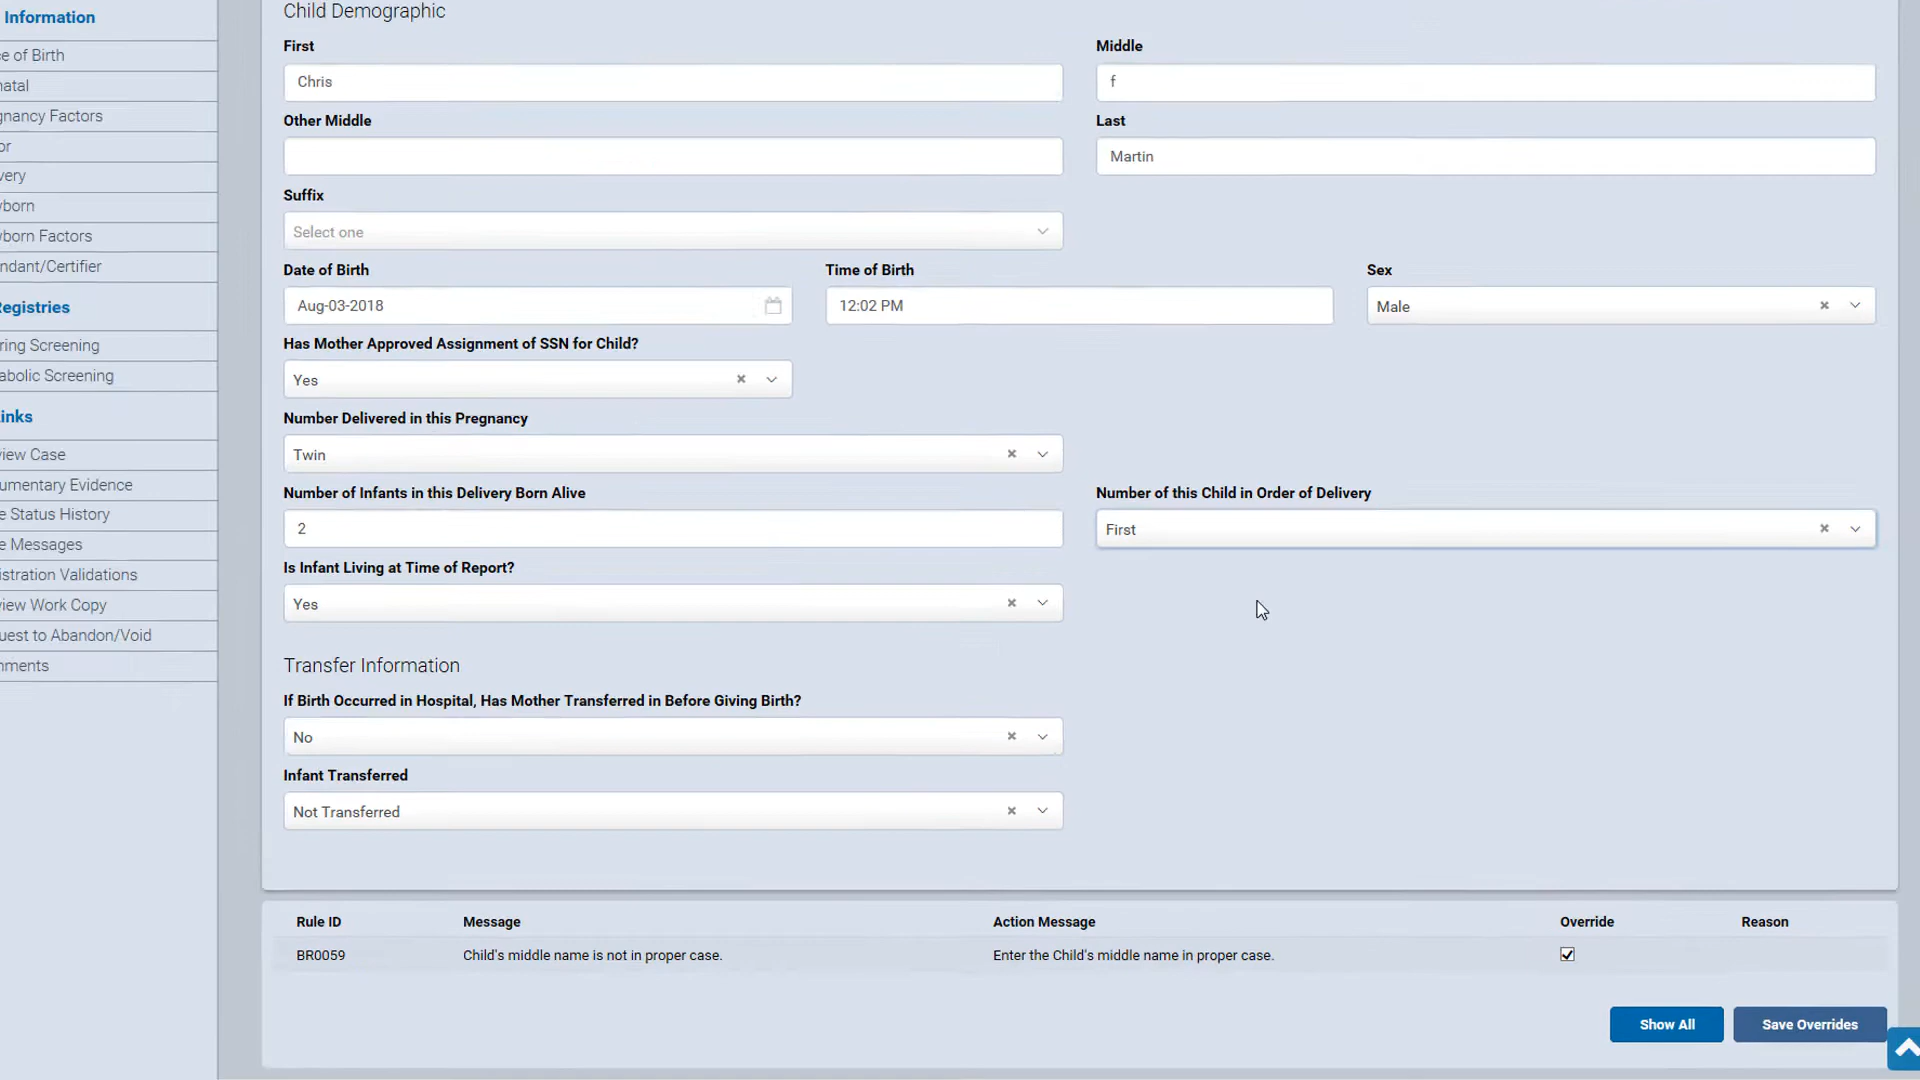 Information
e of Birth
natal
gnancy Factors
or
very
born
born Factors
ndant/Certifier
Registries
ring Screening
abolic Screening
inks
view Case
umentary Evidence
e Status History
e Messages
istration Validations
view Work Copy
uest to Abandon/Void
nments
Child Demographic
First Middle
Chris f
Other Middle Last
Martin
Suffix
Select one
Date of Birth Time of Birth Sex
Aug-03-2018 12:02 PM Male
Has Mother Approved Assignment of SSN for Child?
Yes
Number Delivered in this Pregnancy
Twin
Number of Infants in this Delivery Born Alive Number of this Child in Order of Delivery
2 First
Is Infant Living at Time of Report?
Yes
Transfer Information
If Birth Occurred in Hospital, Has Mother Transferred in Before Giving Birth?
No
Infant Transferred
Not Transferred
Rule ID Message Action Message Override Reason
BR0059 Child's middle name is not in proper case. Enter the Child's middle name in proper case.
Show All Save Overrides